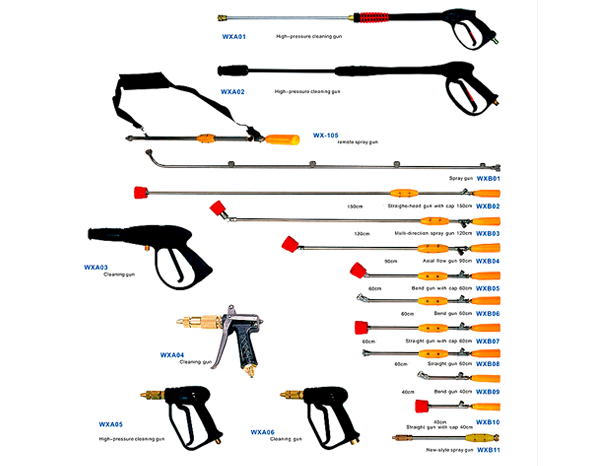 WXA01
High-pressure cleaning gun
WXA02
High-pressure cleaning gun
WX-105
remote spray gun
Spray gun WXB01
150cm Straighe-head gun with cap 150cm WXB02
120cm Multi-direction spray gun 120cm WXB03
90cm Axial flow gun 90cm WXB04
WXA03
Cleaning gun
60cm Bend gun with cap 60cm WXB05
60cm Bend gun 60cm WXB06
60cm Straight gun with cap 60cm WXB07
WXA04
Cleaning gun
60cm Straight gun 60cm WXB08
40cm Bend gun 40cm WXB09
40cm
Straight gun with cap 40cm WXB10
WXA05
High-pressure cleaning gun
WXA06
Cleaning gun
New-style spray gun WXB11